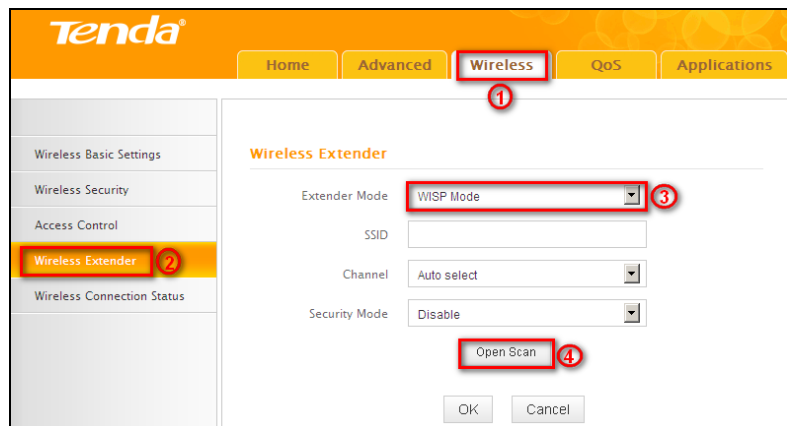 Tenda®
Home Advanced Wireless QoS Applications
1
Wireless Basic Settings
Wireless Security
Access Control
Wireless Extender 2
Wireless Connection Status
Wireless Extender
Extender Mode WISP Mode 3
SSID
Channel Auto select
Security Mode Disable
Open Scan 4
OK Cancel